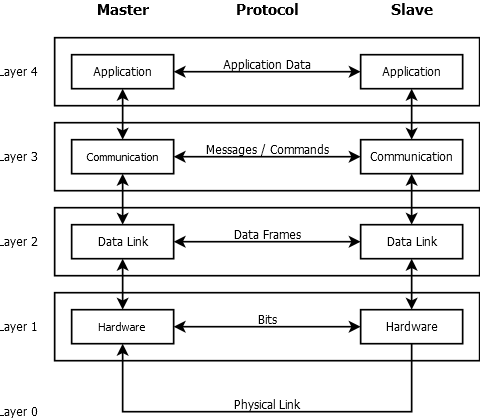 Master Protocol Slave
Layer 4 Application Application Data Application
Layer 3 Communication Messages / Commands Communication
Layer 2 Data Link Data Frames Data Link
Layer 1 Hardware Bits Hardware
Layer 0 Physical Link